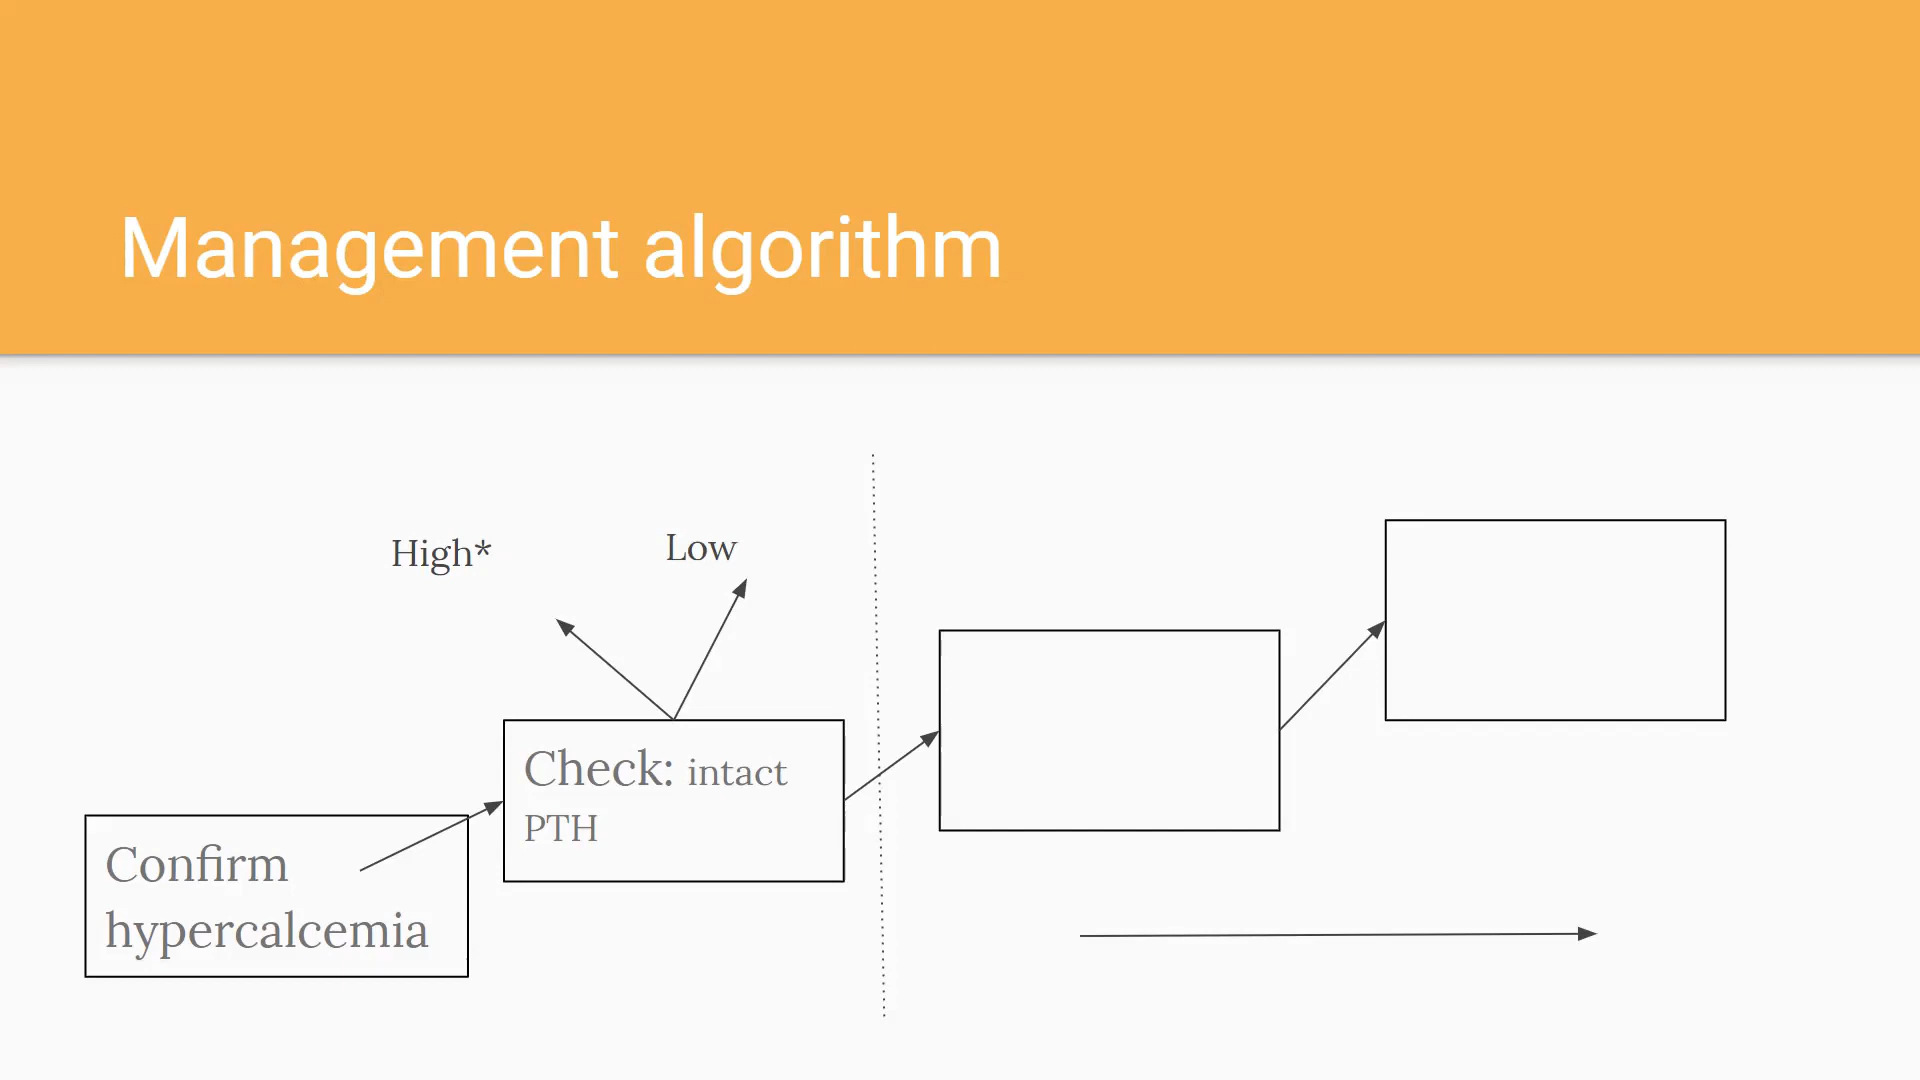 Management algorithm
High*
Low
Check: intact
PTH
Confirm
hypercalcemia